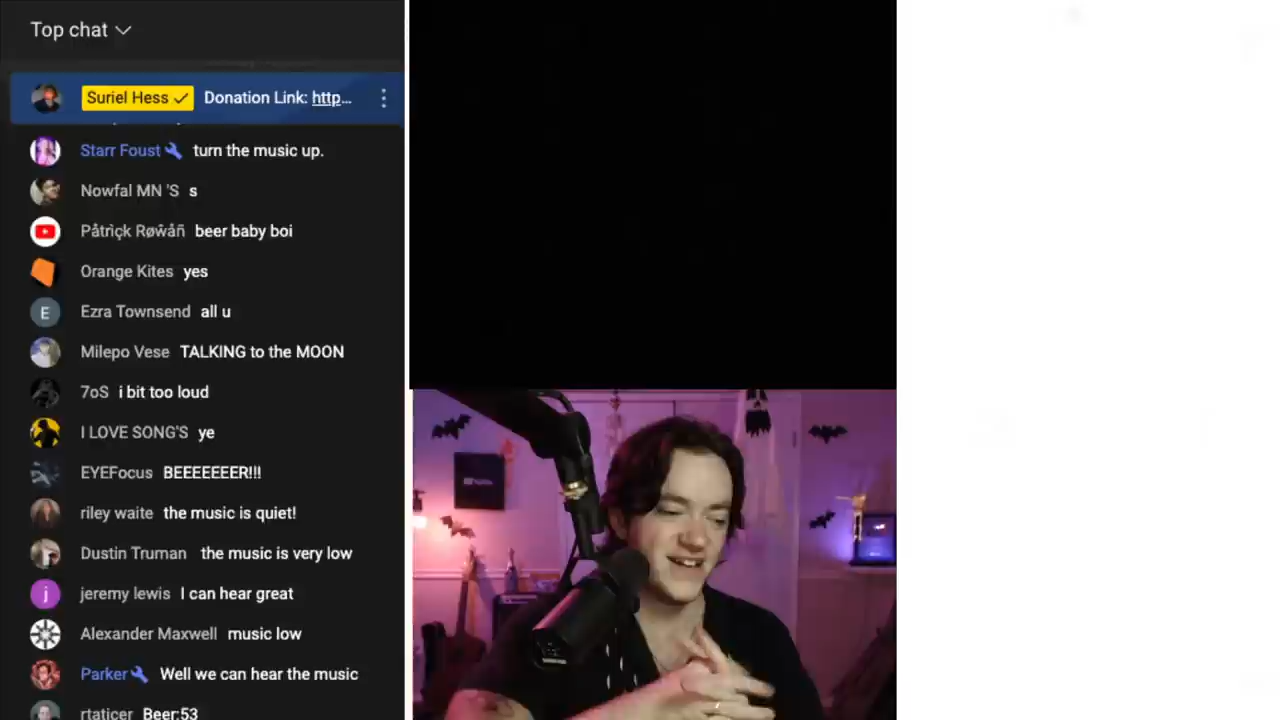 Top chat
Suriel Hess Donation Link: http...
Starr Foust turn the music up.
Nowfal MN 'S s
Påtrìçk Røŵåñ beer baby boi
Orange Kites yes
E Ezra Townsend all u
Milepo Vese TALKING to the MOON
7oS i bit too loud
I LOVE SONG'S ye
EYEFocus BEEEEEEER!!!
riley waite the music is quiet!
Dustin Truman the music is very low
j jeremy lewis I can hear great
Alexander Maxwell music low
Parker Well we can hear the music
rtaticer Beer:53